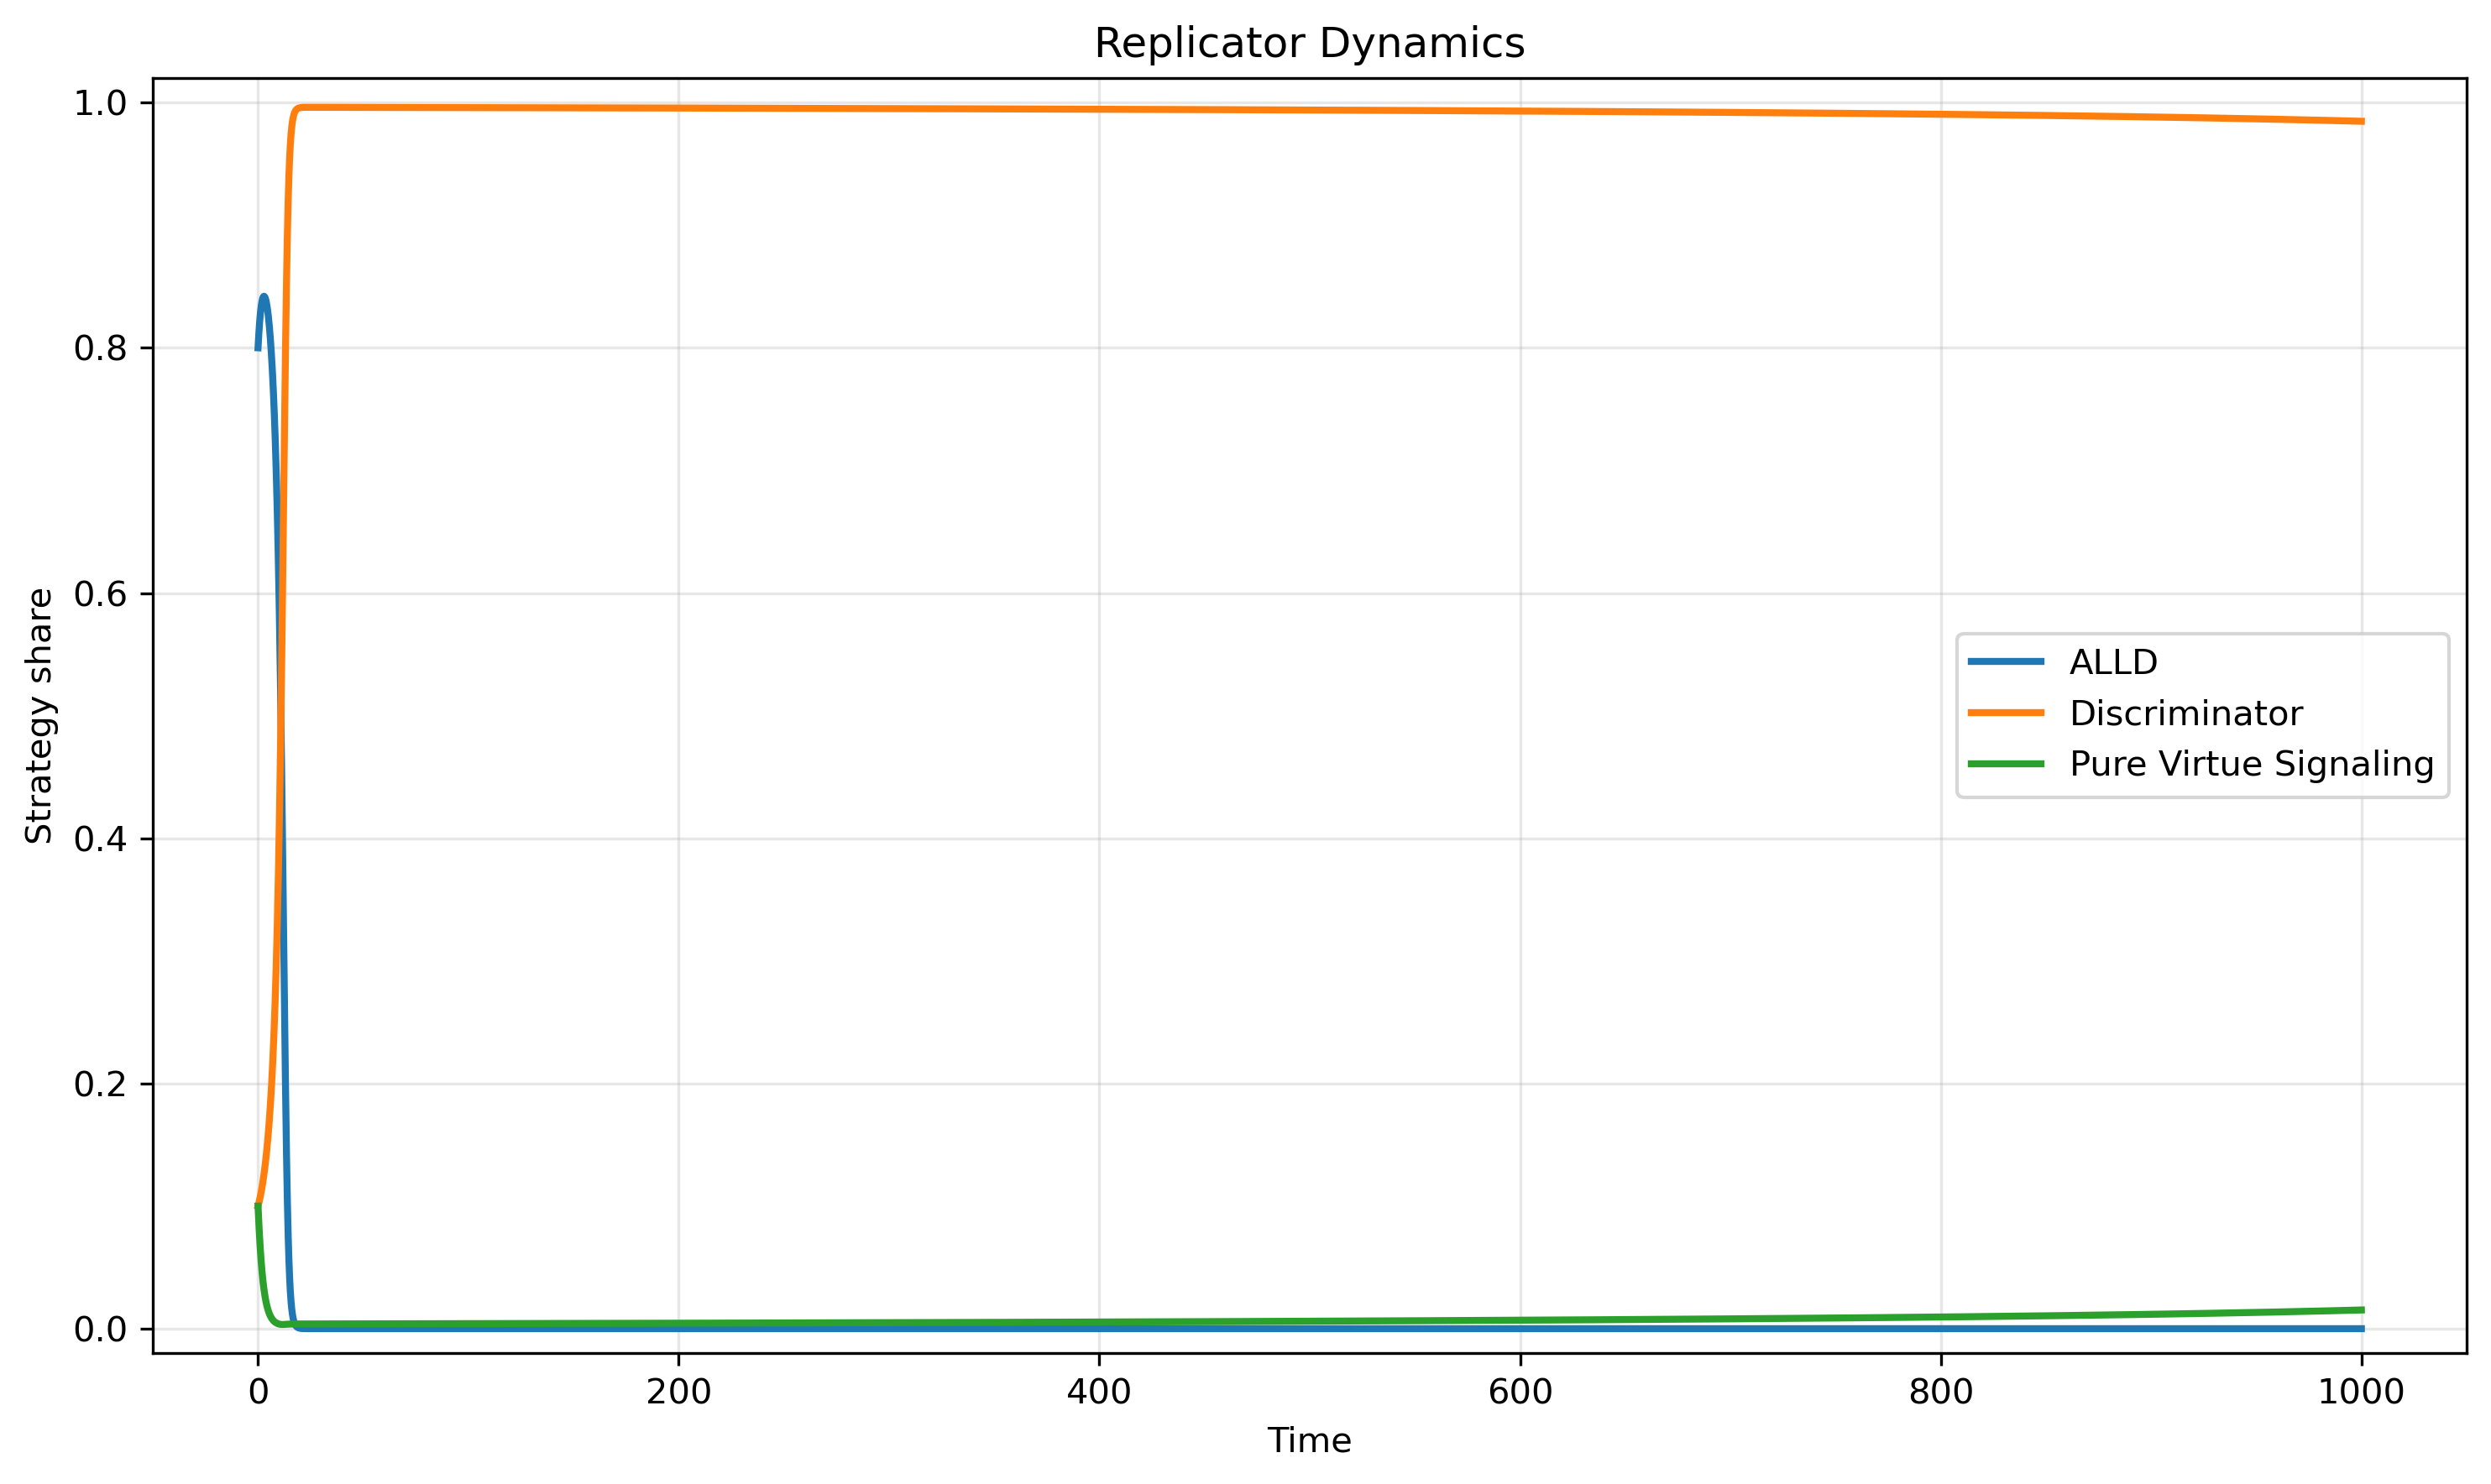 Replicator Dynamics
Strategy share
1.0
0.8
0.6
0.4
0.2
0.0
ALLD
Discriminator
Pure Virtue Signaling
0 200 400 600 800 1000
Time